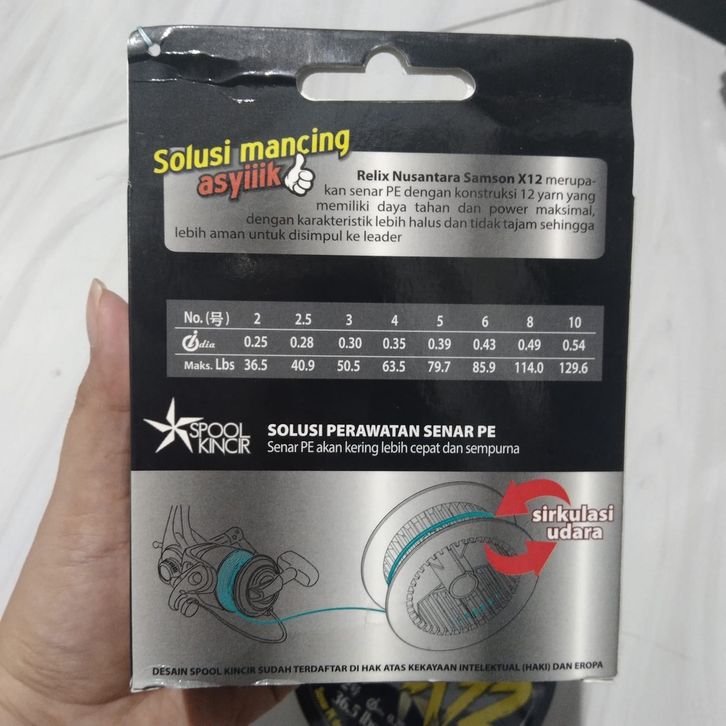 Solusi mancing
asyiiik
Relix Nusantara Samson X12 merupa-
kan senar PE dengan konstruksi 12 yarn yang
memiliki daya tahan dan power maksimal,
dengan karakteristik lebih halus dan tidak tajam sehingga
lebih aman untuk disimpul ke leader
No. (号) 2 2.5 3 4 5 6 8 10
dia 0.25 0.28 0.30 0.35 0.39 0.43 0.49 0.54
Maks. Lbs 36.5 40.9 50.5 63.5 79.7 85.9 114.0 129.6
SPOOL
KINCIR
SOLUSI PERAWATAN SENAR PE
Senar PE akan kering lebih cepat dan sempurna
sirkulasi
udara
DESAIN SPOOL KINCIR SUDAH TERDAFTAR DI HAK ATAS KEKAYAAN INTELEKTUAL (HAKI) DAN EROPA
36.5 lb
X12